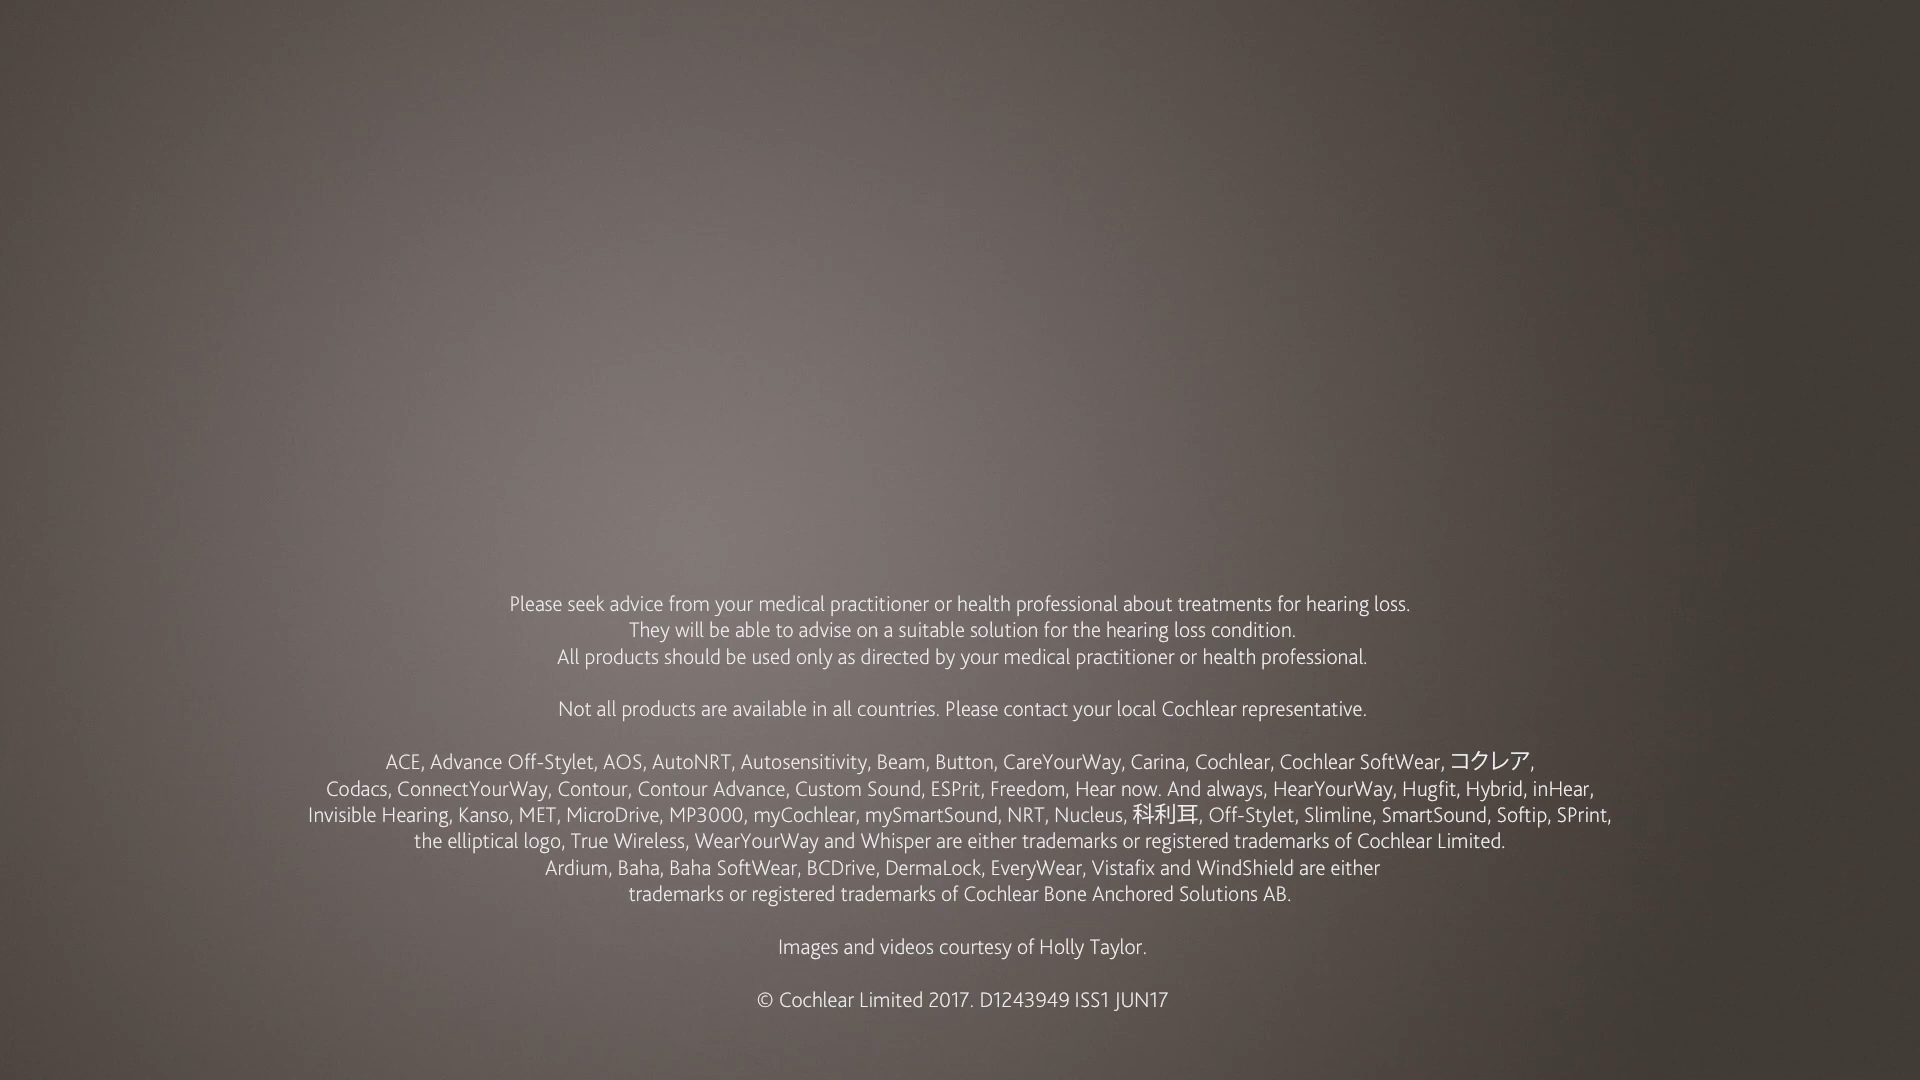 Please seek advice from your medical practitioner or health professional about treatments for hearing loss.
They will be able to advise on a suitable solution for the hearing loss condition.
All products should be used only as directed by your medical practitioner or health professional.
Not all products are available in all countries. Please contact your local Cochlear representative.
ACE, Advance Off-Stylet, AOS, AutoNRT, Autosensitivity, Beam, Button, CareYourWay, Carina, Cochlear, Cochlear SoftWear, コクレア,
Codacs, ConnectYourWay, Contour, Contour Advance, Custom Sound, ESPrit, Freedom, Hear now. And always, HearYourWay, Hugfit, Hybrid, inHear,
Invisible Hearing, Kanso, MET, MicroDrive, MP3000, myCochlear, mySmartSound, NRT, Nucleus, 科利耳, Off-Stylet, Slimline, SmartSound, Softip, SPrint,
the elliptical logo, True Wireless, WearYourWay and Whisper are either trademarks or registered trademarks of Cochlear Limited.
Ardium, Baha, Baha SoftWear, BCDrive, DermaLock, EveryWear, Vistafix and WindShield are either
trademarks or registered trademarks of Cochlear Bone Anchored Solutions AB.
Images and videos courtesy of Holly Taylor.
© Cochlear Limited 2017. D1243949 ISS1 JUN17